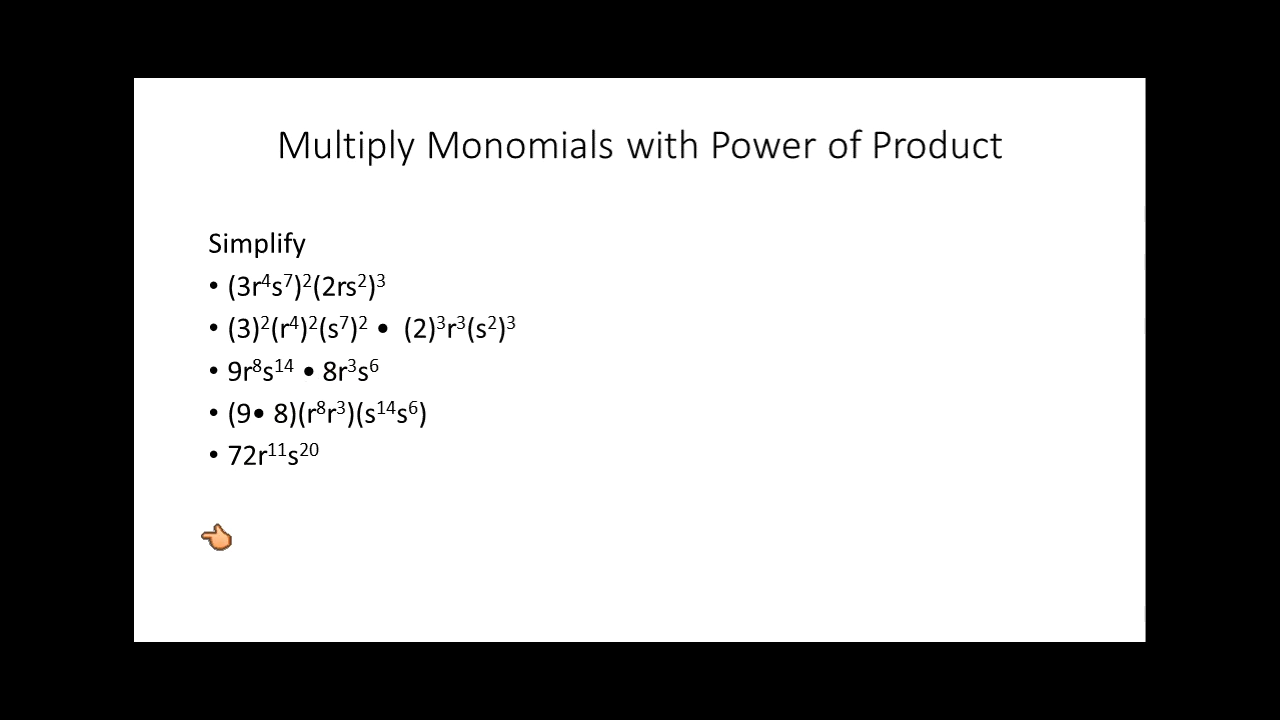 Multiply Monomials with Power of Product
Simplify
• (3r⁴s⁷)²(2rs²)³
• (3)²(r⁴)²(s⁷)² • (2)³r³(s²)³
• 9r⁸s¹⁴ • 8r³s⁶
• (9• 8)(r⁸r³)(s¹⁴s⁶)
• 72r¹¹s²⁰